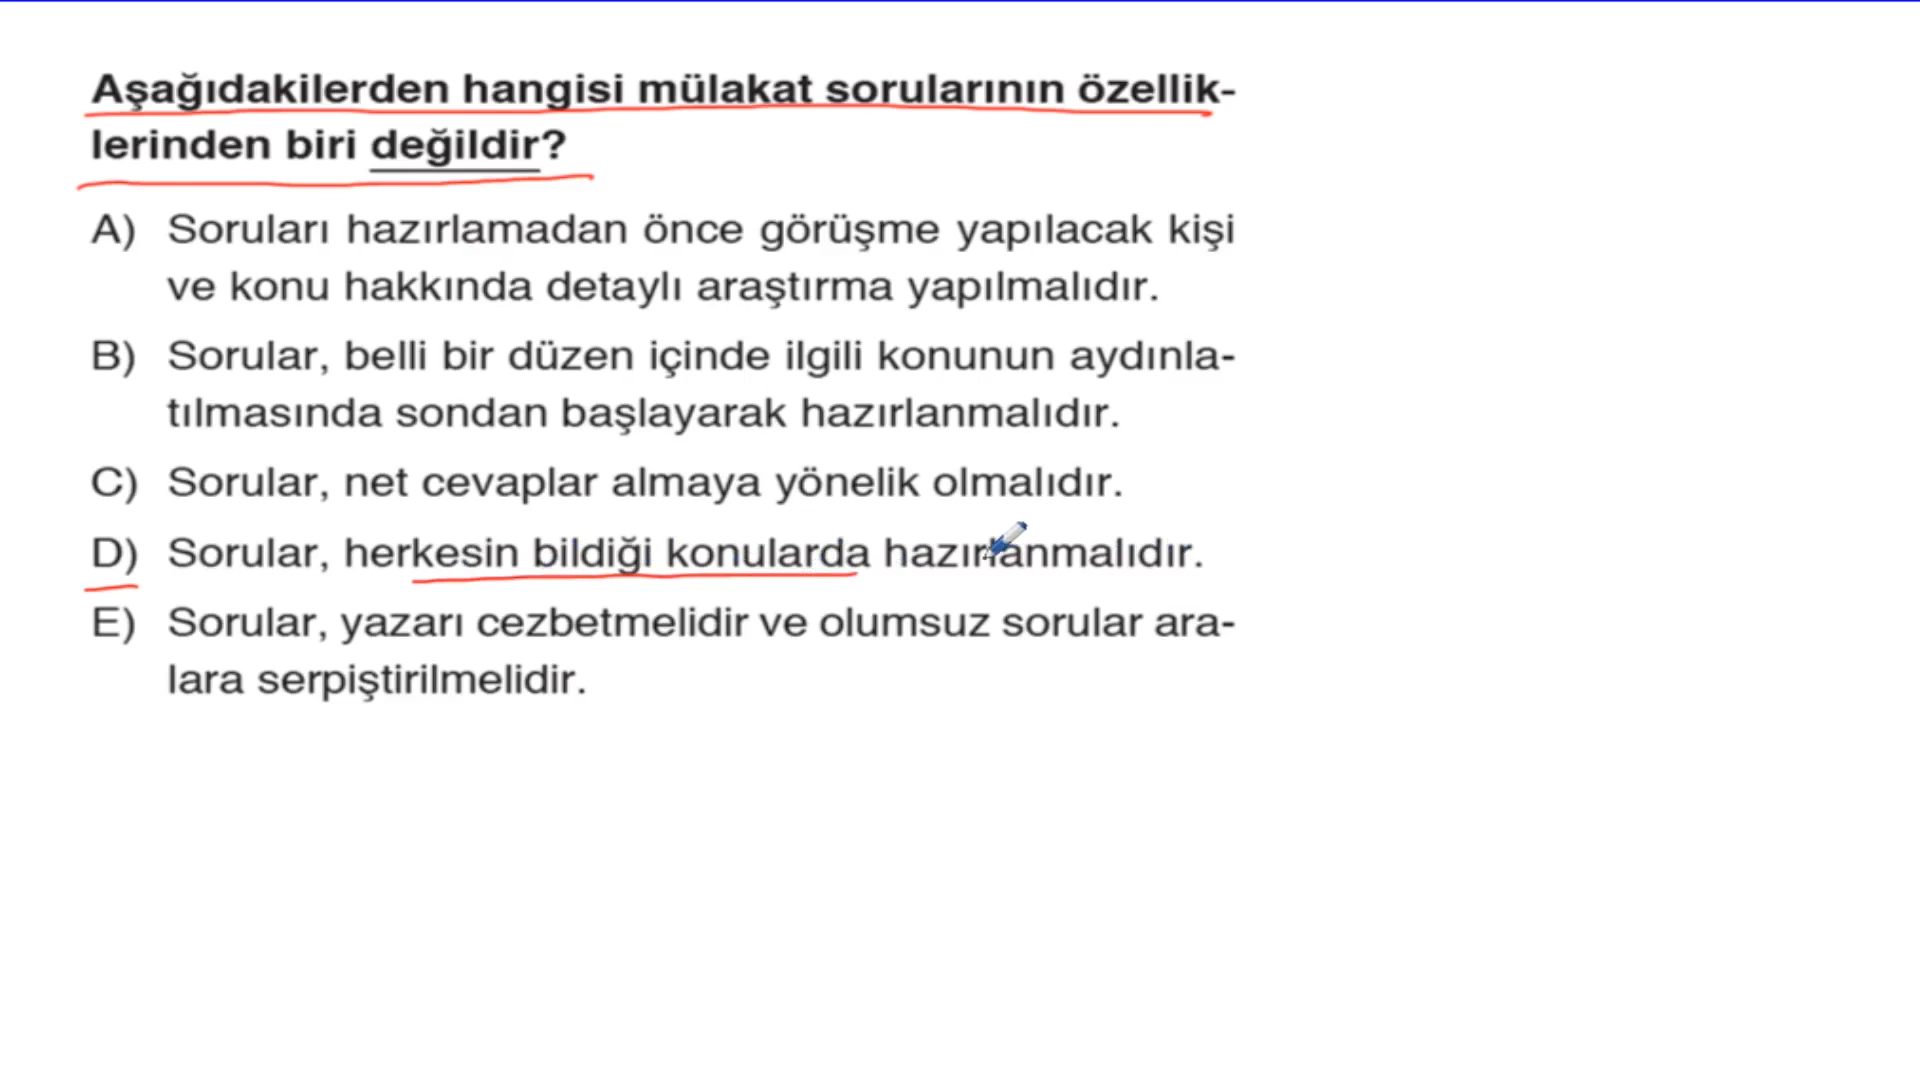 Aşağıdakilerden hangisi mülakat sorularının özellik-
lerinden biri değildir?
A) Soruları hazırlamadan önce görüşme yapılacak kişi
ve konu hakkında detaylı araştırma yapılmalıdır.
B) Sorular, belli bir düzen içinde ilgili konunun aydınla-
tılmasında sondan başlayarak hazırlanmalıdır.
C) Sorular, net cevaplar almaya yönelik olmalıdır.
D) Sorular, herkesin bildiği konularda hazırlanmalıdır.
E) Sorular, yazarı cezbetmelidir ve olumsuz sorular ara-
lara serpiştirilmelidir.